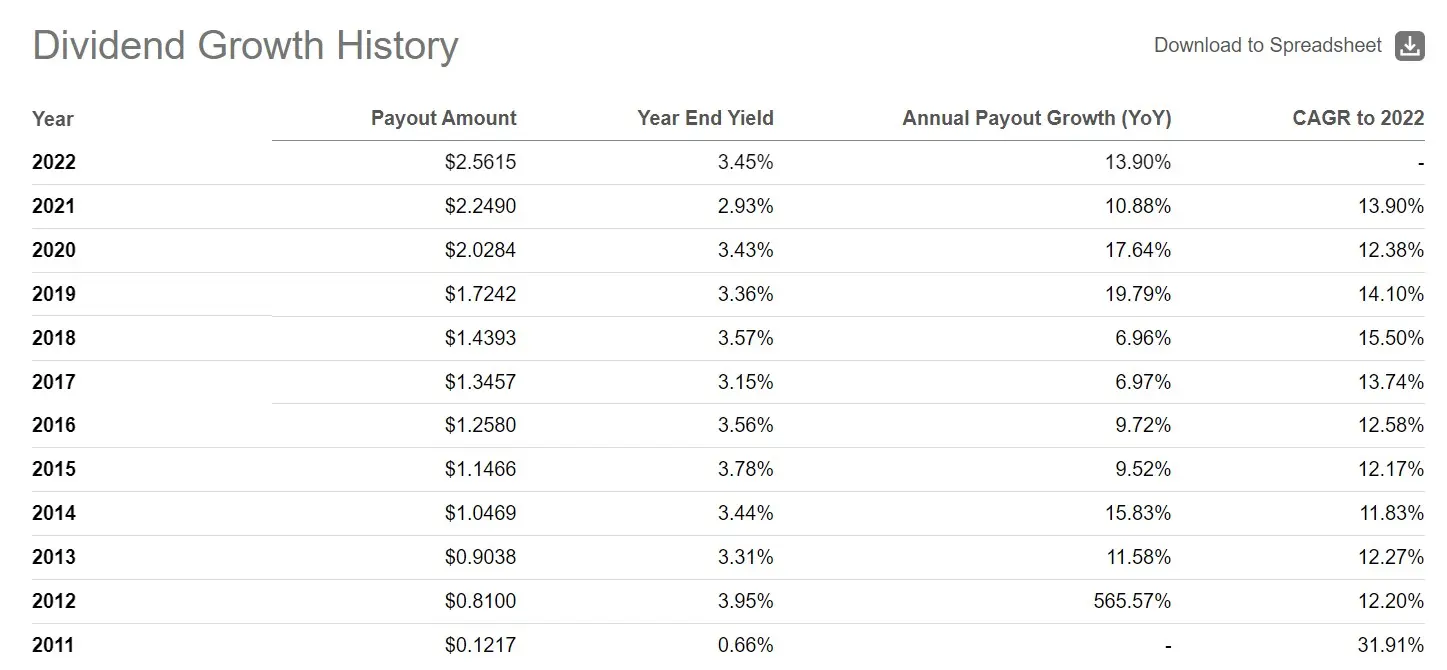 Dividend Growth History
Download to Spreadsheet
Year Payout Amount Year End Yield Annual Payout Growth (YoY) CAGR to 2022
2022 $2.5615 3.45% 13.90% -
2021 $2.2490 2.93% 10.88% 13.90%
2020 $2.0284 3.43% 17.64% 12.38%
2019 $1.7242 3.36% 19.79% 14.10%
2018 $1.4393 3.57% 6.96% 15.50%
2017 $1.3457 3.15% 6.97% 13.74%
2016 $1.2580 3.56% 9.72% 12.58%
2015 $1.1466 3.78% 9.52% 12.17%
2014 $1.0469 3.44% 15.83% 11.83%
2013 $0.9038 3.31% 11.58% 12.27%
2012 $0.8100 3.95% 565.57% 12.20%
2011 $0.1217 0.66% - 31.91%